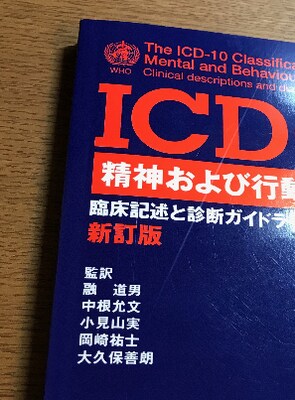 The ICD-10 Classifica
Mental and Behaviou
WHO
Clinical descriptions and dia
ICD
精神および行動
臨床記述と診断ガイドラ
新訂版
監訳
融 道男
中根允文
小見山実
岡崎祐士
大久保善朗